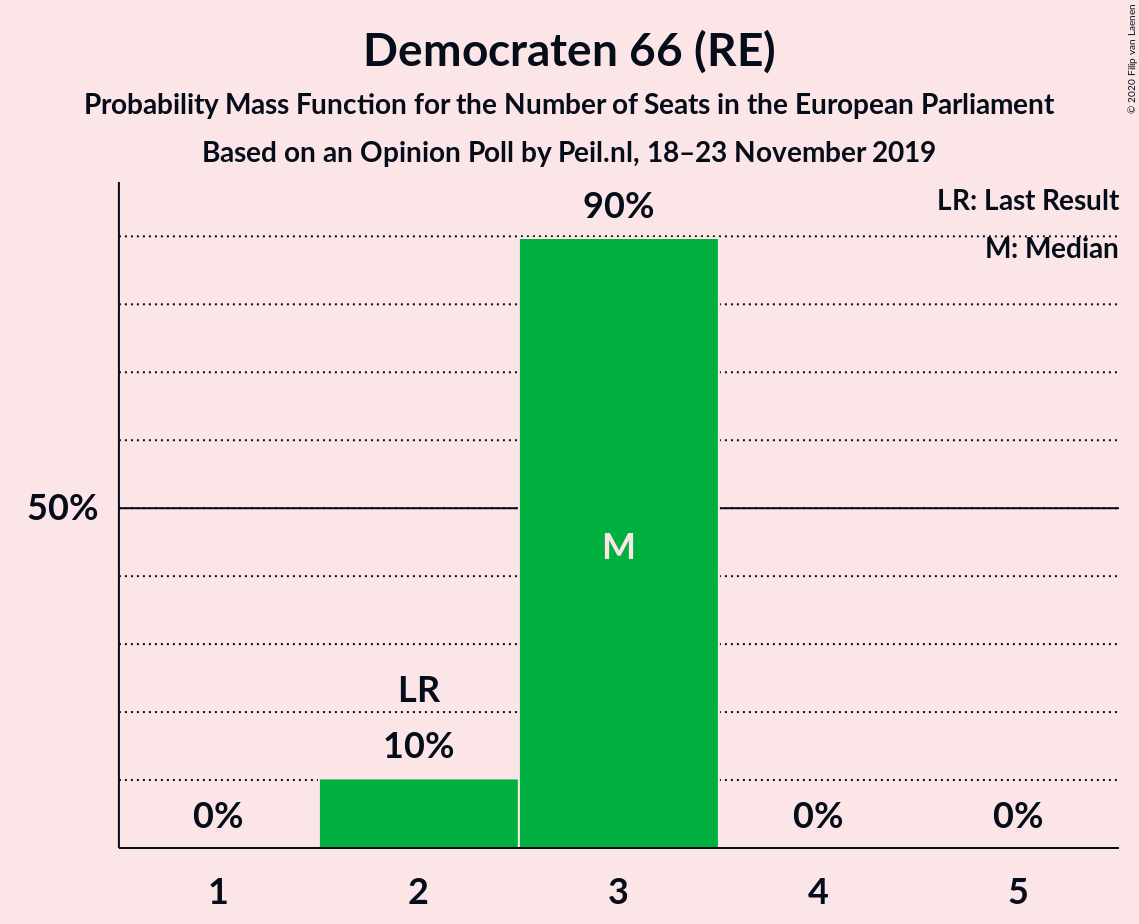 Democraten 66 (RE)
Probability Mass Function for the Number of Seats in the European Parliament
Based on an Opinion Poll by Peil.nl, 18–23 November 2019
© 2020 Filip van Laenen
LR: Last Result
M: Median
90%
50%
M
LR
10%
0%
0%
0%
1
2
3
4
5